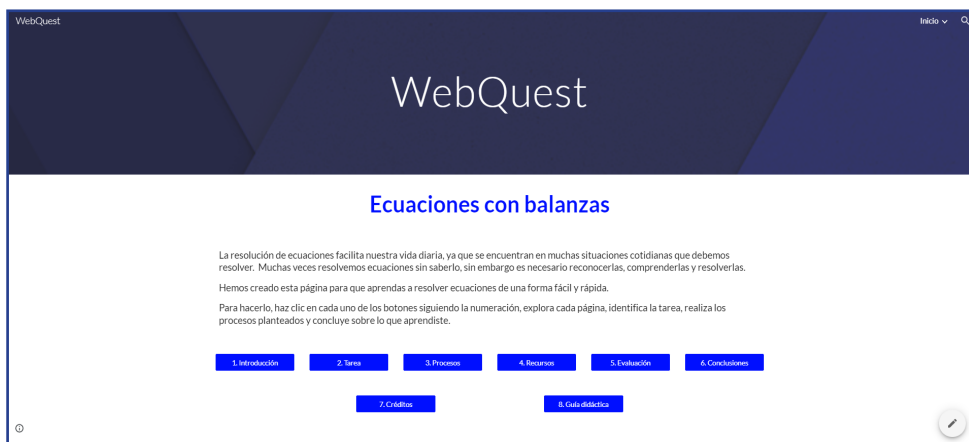 WebQuest
Inicio
WebQuest
Ecuaciones con balanzas
La resolución de ecuaciones facilita nuestra vida diaria, ya que se encuentran en muchas situaciones cotidianas que debemos
resolver. Muchas veces resolvemos ecuaciones sin saberlo, sin embargo es necesario reconocerlas, comprenderlas y resolverlas.
Hemos creado esta página para que aprendas a resolver ecuaciones de una forma fácil y rápida.
Para hacerlo, haz clic en cada uno de los botones siguiendo la numeración, explora cada página, identifica la tarea, realiza los
procesos planteados y concluye sobre lo que aprendiste.
1. Introducción
2. Tarea
3. Procesos
4. Recursos
5. Evaluación
6. Conclusiones
7. Créditos
8. Guía didáctica